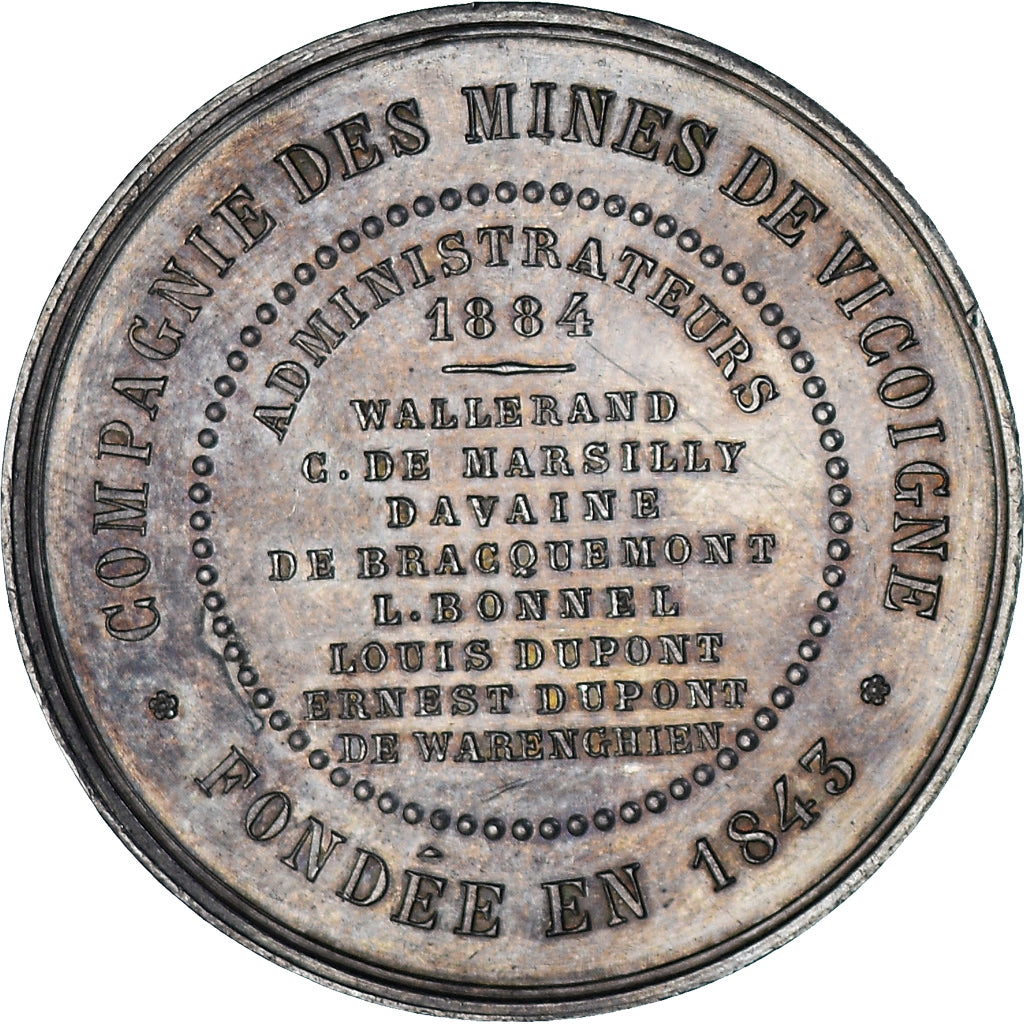 COMPAGNIE DES MINES DE VICOIGNE
ADMINISTRATEURS
1884
WALLERAND
C. DE MARSILLY
DAVAINE
DE BRACQUEMONT
L. BONNEL
LOUIS DUPONT
ERNEST DUPONT
DE WARENGHIEN
FONDÉE EN 1843